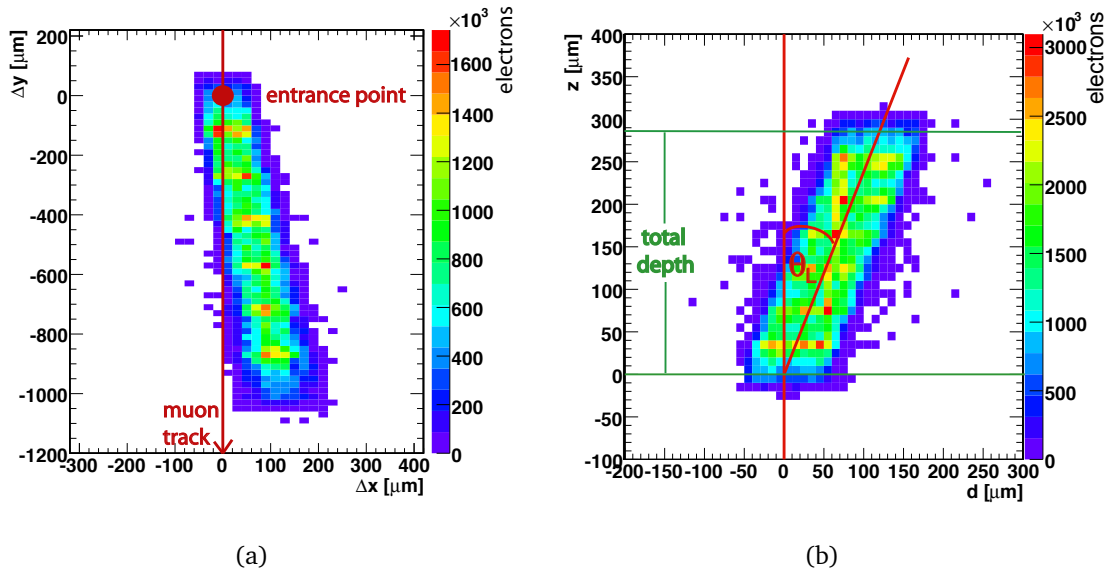 ×10³
200
0
-200
-400
-600
-800
-1000
-1200
Δy [μm]
-300 -200 -100 0 100 200 300 400
Δx [μm]
entrance point
muon
track
1600
1400
1200
1000
800
600
400
200
0
electrons
(a)
×10³
400
350
300
250
200
150
100
50
0
-50
-100
z [μm]
-200 -150 -100 -50 0 50 100 150 200 250 300
d [μm]
total
depth
θL
3000
2500
2000
1500
1000
500
0
electrons
(b)